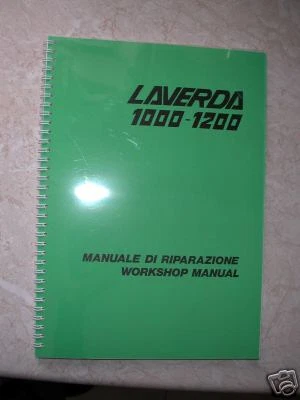 LAVERDA
1000-1200
MANUALE DI RIPARAZIONE
WORKSHOP MANUAL